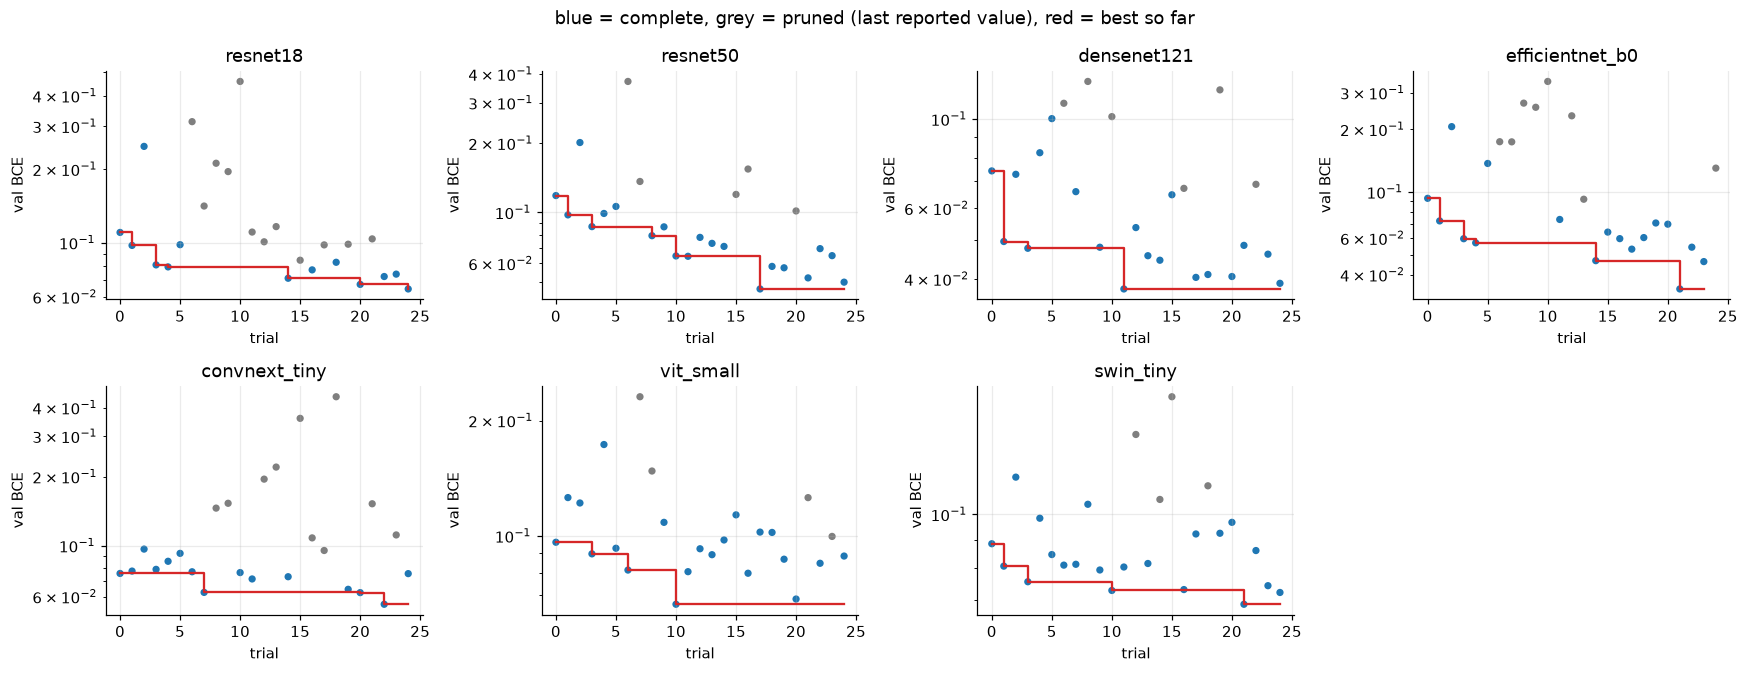 blue = complete, grey = pruned (last reported value), red = best so far
resnet18
val BCE
4 × 10⁻¹
3 × 10⁻¹
2 × 10⁻¹
10⁻¹
6 × 10⁻²
0 5 10 15 20 25
trial
resnet50
val BCE
4 × 10⁻¹
3 × 10⁻¹
2 × 10⁻¹
10⁻¹
6 × 10⁻²
0 5 10 15 20 25
trial
densenet121
val BCE
10⁻¹
6 × 10⁻²
4 × 10⁻²
0 5 10 15 20 25
trial
efficientnet_b0
val BCE
3 × 10⁻¹
2 × 10⁻¹
10⁻¹
6 × 10⁻²
4 × 10⁻²
0 5 10 15 20 25
trial
convnext_tiny
val BCE
4 × 10⁻¹
3 × 10⁻¹
2 × 10⁻¹
10⁻¹
6 × 10⁻²
0 5 10 15 20 25
trial
vit_small
val BCE
2 × 10⁻¹
10⁻¹
0 5 10 15 20 25
trial
swin_tiny
val BCE
10⁻¹
0 5 10 15 20 25
trial